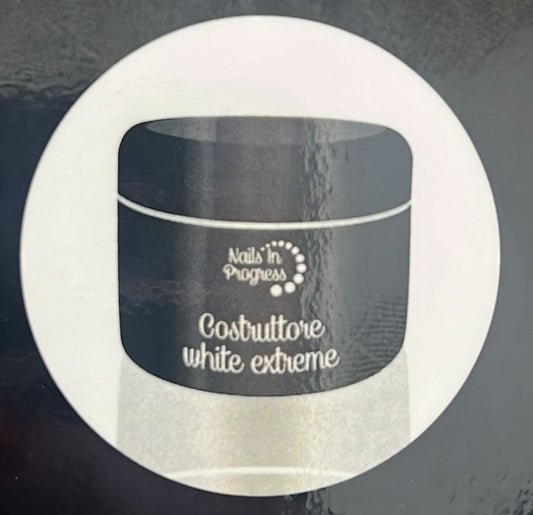 Nails In
Progress
Costruttore
white extreme